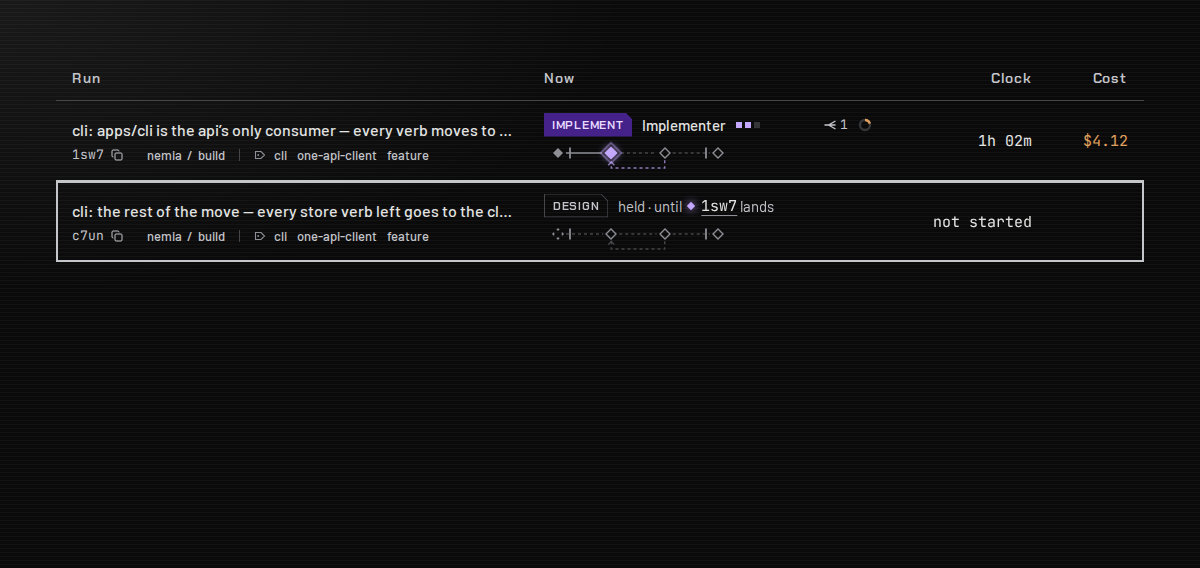 Run Now Clock Cost
cli: apps/cli is the api's only consumer — every verb moves to ...
IMPLEMENT Implementer 1
1h 02m $4.12
1sw7 nemla / build cli one-api-client feature
cli: the rest of the move — every store verb left goes to the cl...
DESIGN held · until 1sw7 lands
not started
c7un nemla / build cli one-api-client feature